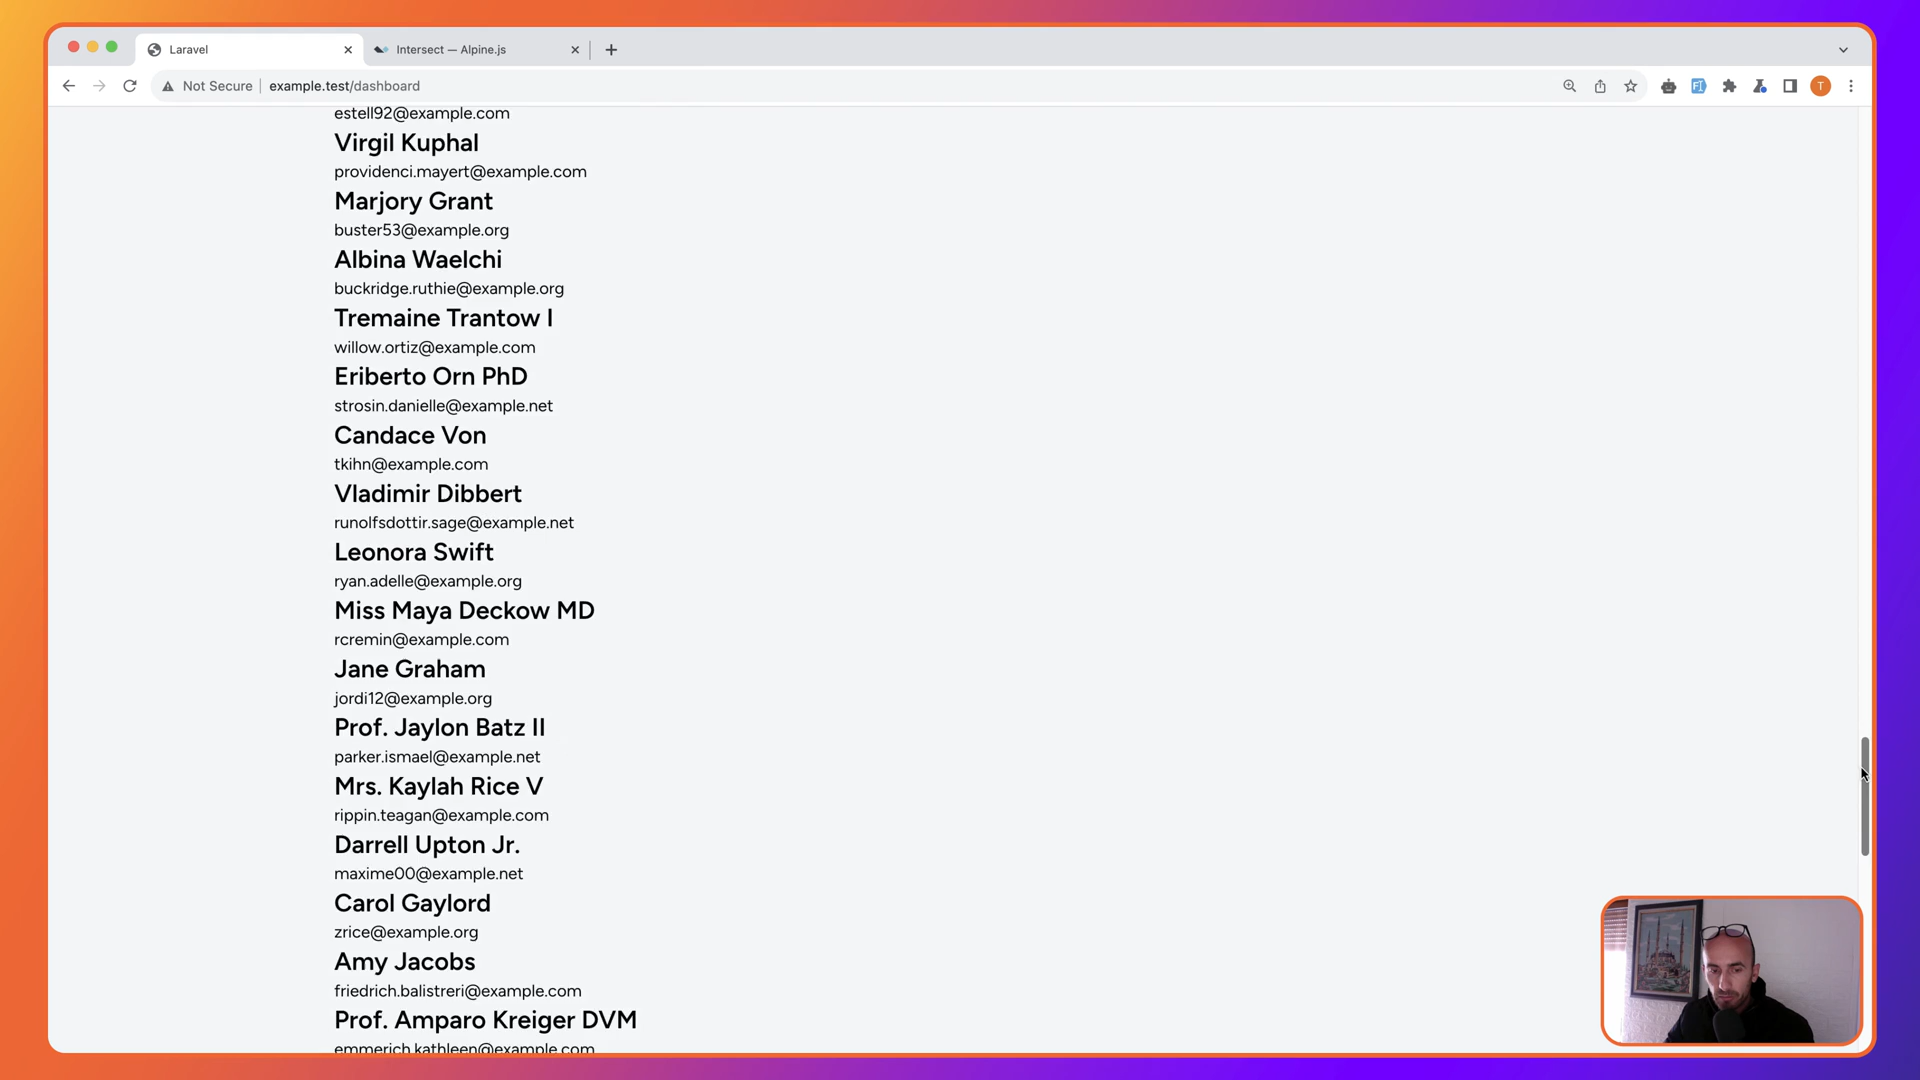 Laravel
Intersect — Alpine.js
Not Secure
example.test/dashboard
T
estell92@example.com
Virgil Kuphal
providenci.mayert@example.com
Marjory Grant
buster53@example.org
Albina Waelchi
buckridge.ruthie@example.org
Tremaine Trantow I
willow.ortiz@example.com
Eriberto Orn PhD
strosin.danielle@example.net
Candace Von
tkihn@example.com
Vladimir Dibbert
runolfsdottir.sage@example.net
Leonora Swift
ryan.adelle@example.org
Miss Maya Deckow MD
rcremin@example.com
Jane Graham
jordi12@example.org
Prof. Jaylon Batz II
parker.ismael@example.net
Mrs. Kaylah Rice V
rippin.teagan@example.com
Darrell Upton Jr.
maxime00@example.net
Carol Gaylord
zrice@example.org
Amy Jacobs
friedrich.balistreri@example.com
Prof. Amparo Kreiger DVM
emmerich.kathleen@example.com